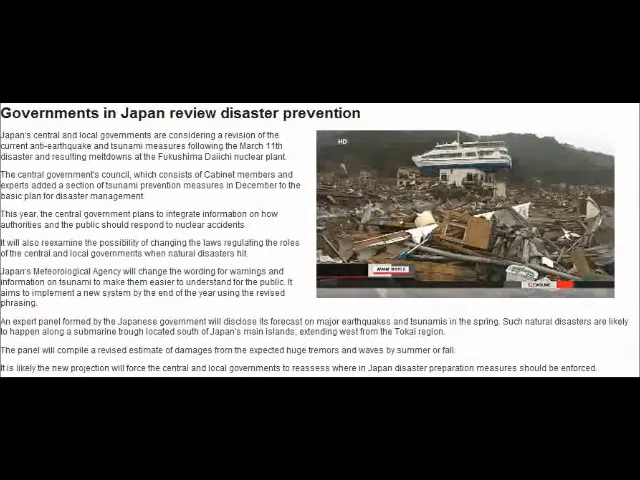 Governments in Japan review disaster prevention
Japan's central and local governments are considering a revision of the
current anti-earthquake and tsunami measures following the March 11th
disaster and resulting meltdowns at the Fukushima Daiichi nuclear plant.
The central government's council, which consists of Cabinet members and
experts added a section of tsunami prevention measures in December to the
basic plan for disaster management.
This year, the central government plans to integrate information on how
authorities and the public should respond to nuclear accidents.
It will also reexamine the possibility of changing the laws regulating the roles
of the central and local governments when natural disasters hit.
Japan's Meteorological Agency will change the wording for warnings and
information on tsunami to make them easier to understand for the public. It
aims to implement a new system by the end of the year using the revised
phrasing.
HD
NHK WORLD
NEWSLINE
An expert panel formed by the Japanese government will disclose its forecast on major earthquakes and tsunamis in the spring. Such natural disasters are likely
to happen along a submarine trough located south of Japan's main islands, extending west from the Tokai region.
The panel will compile a revised estimate of damages from the expected huge tremors and waves by summer or fall.
It is likely the new projection will force the central and local governments to reassess where in Japan disaster preparation measures should be enforced.